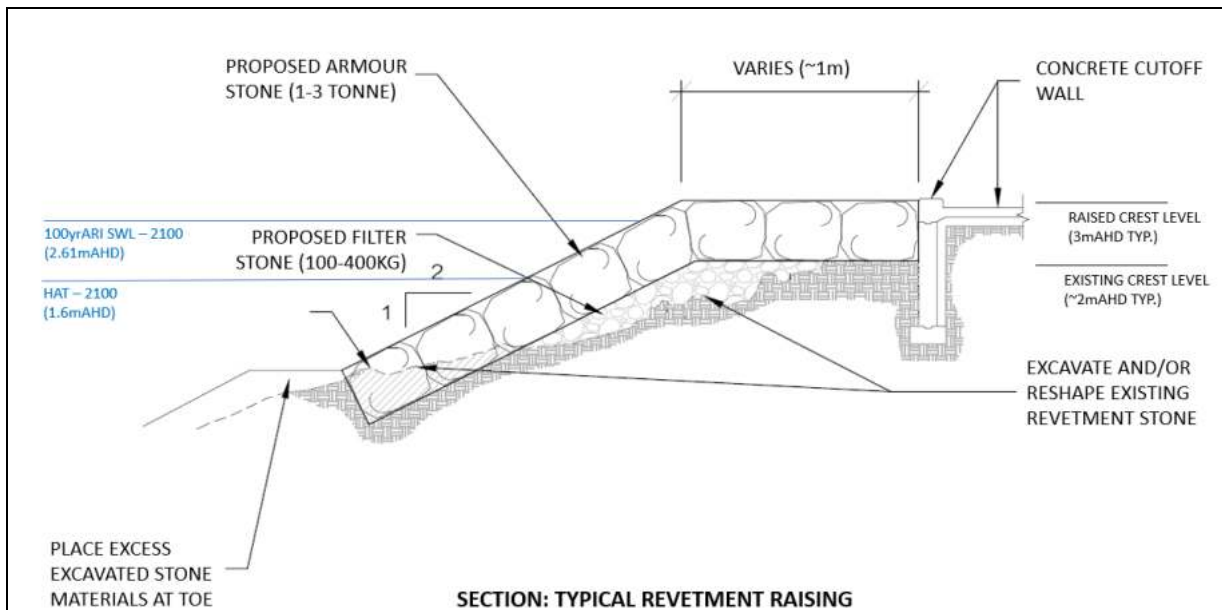 PROPOSED ARMOUR
STONE (1-3 TONNE)
VARIES (~1m)
CONCRETE CUTOFF
WALL
100yrARI SWL – 2100
(2.61mAHD)
PROPOSED FILTER
STONE (100-400KG)
2
1
HAT – 2100
(1.6mAHD)
RAISED CREST LEVEL
(3mAHD TYP.)
EXISTING CREST LEVEL
(~2mAHD TYP.)
EXCAVATE AND/OR
RESHAPE EXISTING
REVETMENT STONE
PLACE EXCESS
EXCAVATED STONE
MATERIALS AT TOE
SECTION: TYPICAL REVETMENT RAISING